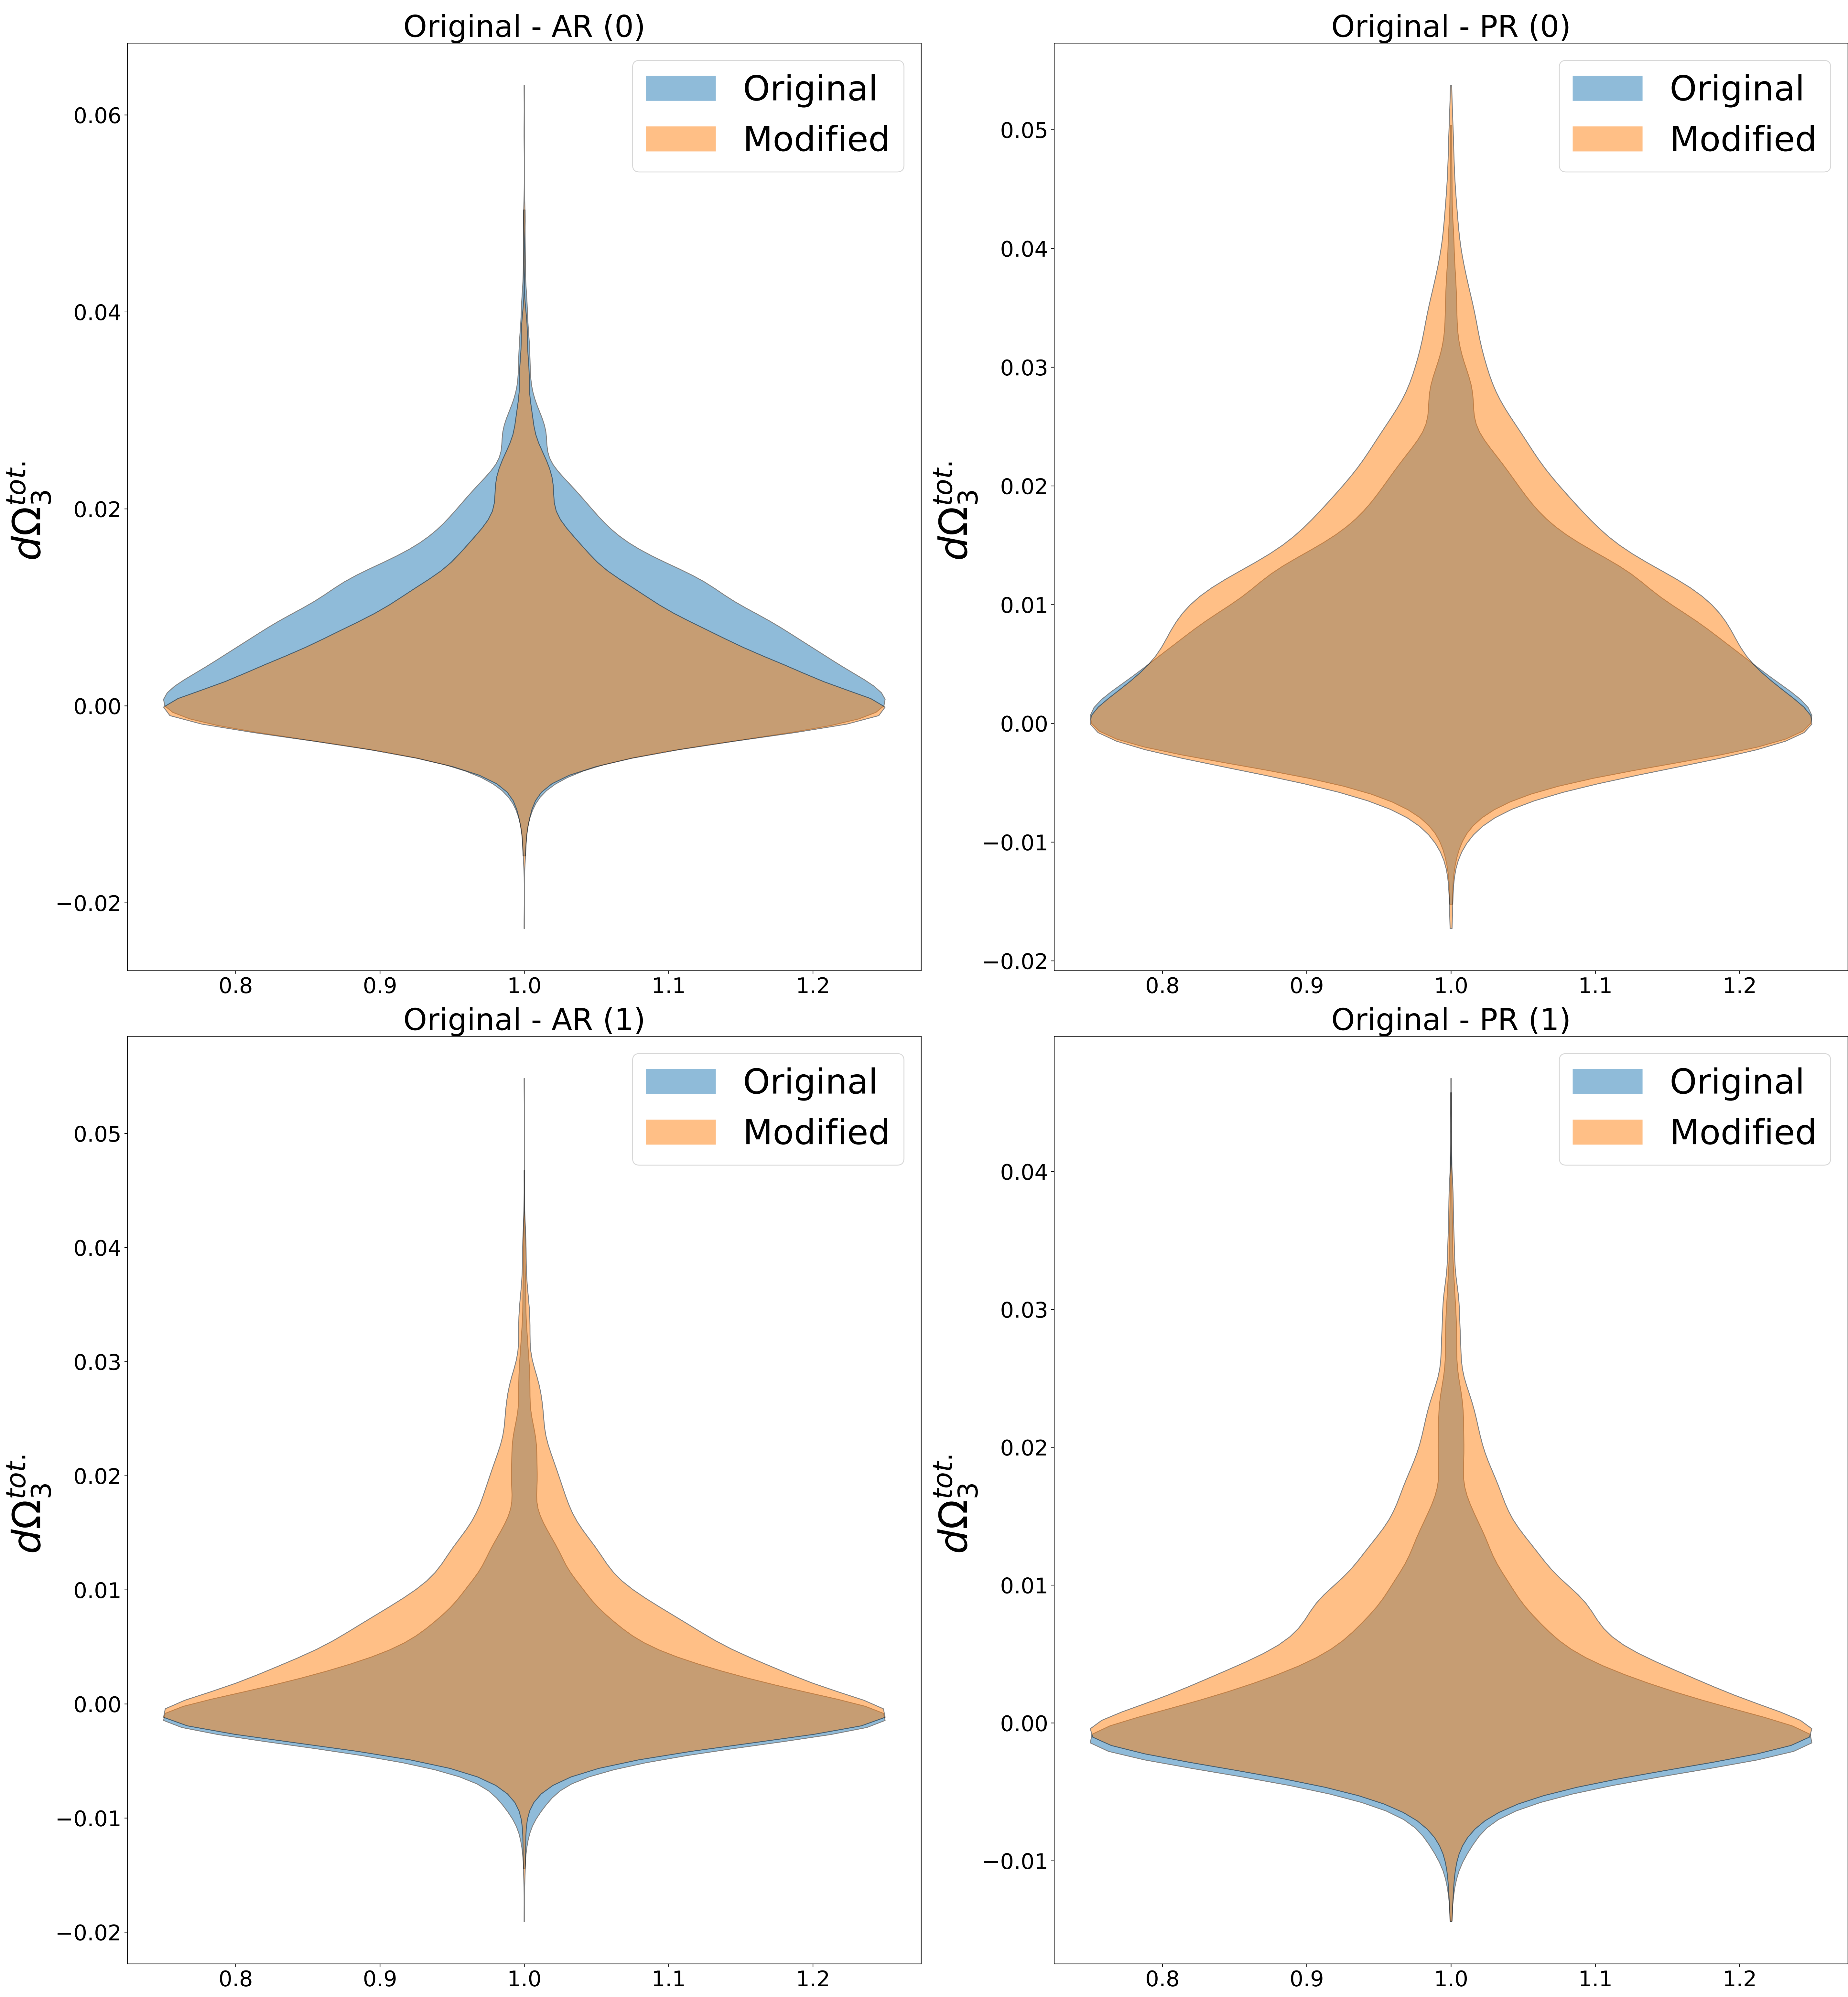 Original - AR (0)
Original
Modified
0.06
0.04
0.02
0.00
−0.02
dΩ₃ᵗᵒᵗ·
0.8 0.9 1.0 1.1 1.2
Original - PR (0)
Original
Modified
0.05
0.04
0.03
0.02
0.01
0.00
−0.01
−0.02
dΩ₃ᵗᵒᵗ·
0.8 0.9 1.0 1.1 1.2
Original - AR (1)
Original
Modified
0.05
0.04
0.03
0.02
0.01
0.00
−0.01
−0.02
dΩ₃ᵗᵒᵗ·
0.8 0.9 1.0 1.1 1.2
Original - PR (1)
Original
Modified
0.04
0.03
0.02
0.01
0.00
−0.01
dΩ₃ᵗᵒᵗ·
0.8 0.9 1.0 1.1 1.2